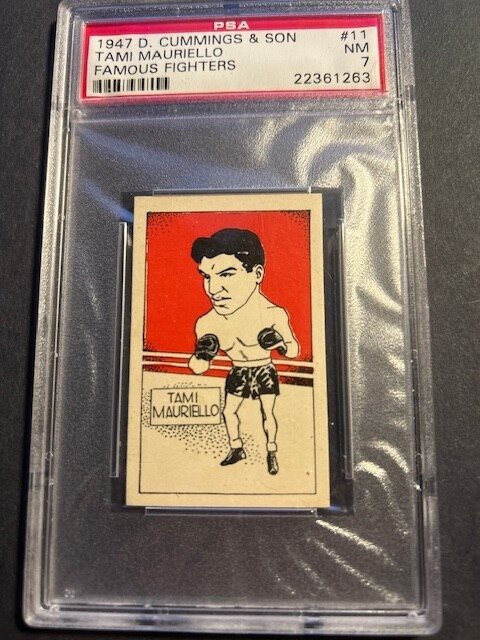 PSA
1947 D. CUMMINGS & SON #11
TAMI MAURIELLO NM
FAMOUS FIGHTERS 7
22361263
TAMI
MAURIELLO